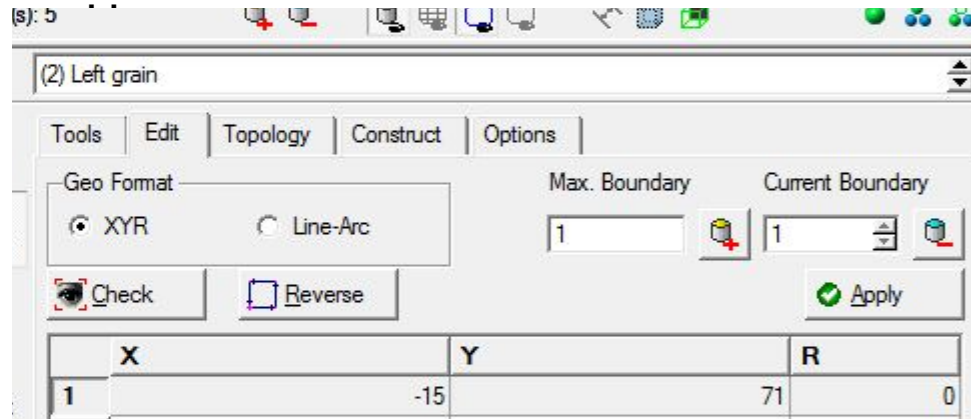 (s): 5
(2) Left grain
Tools Edit Topology Construct Options
Geo Format Max. Boundary Current Boundary
XYR Line-Arc 1 1
Check Reverse Apply
X Y R
1 -15 71 0